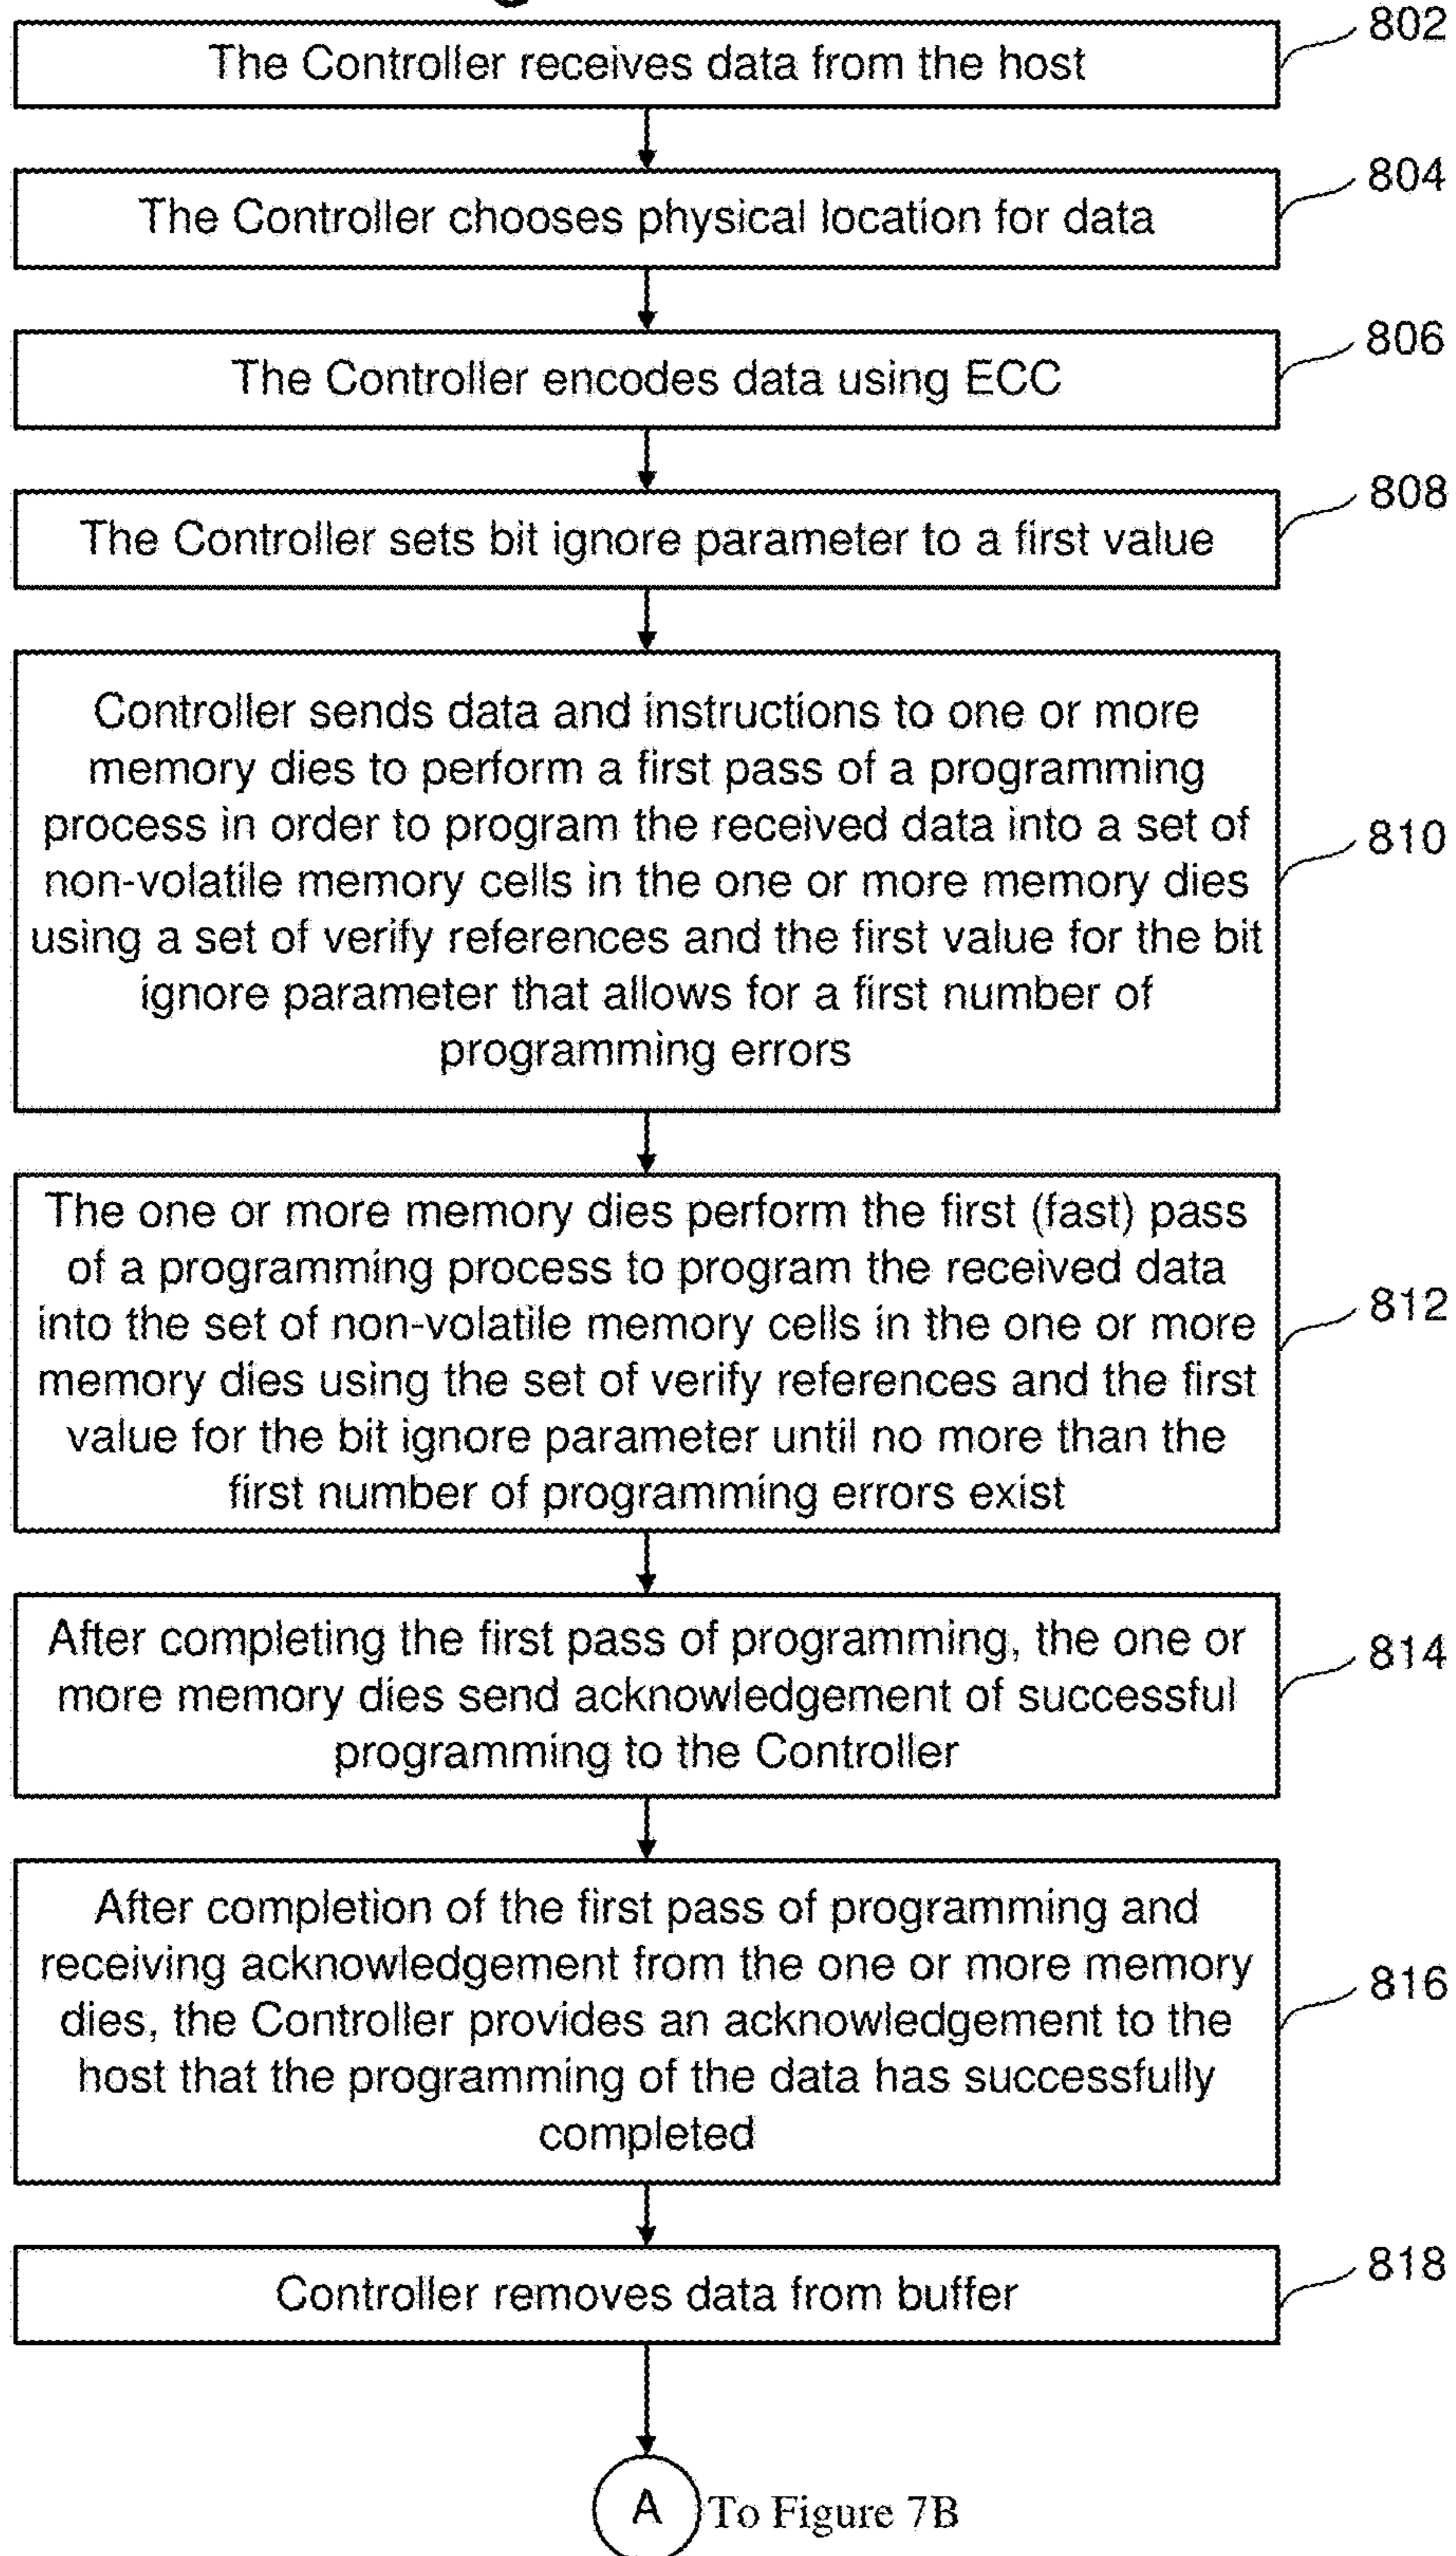 The Controller receives data from the host
802
The Controller chooses physical location for data
804
The Controller encodes data using ECC
806
The Controller sets bit ignore parameter to a first value
808
Controller sends data and instructions to one or more
memory dies to perform a first pass of a programming
process in order to program the received data into a set of
non-volatile memory cells in the one or more memory dies
using a set of verify references and the first value for the bit
ignore parameter that allows for a first number of
programming errors
810
The one or more memory dies perform the first (fast) pass
of a programming process to program the received data
into the set of non-volatile memory cells in the one or more
memory dies using the set of verify references and the first
value for the bit ignore parameter until no more than the
first number of programming errors exist
812
After completing the first pass of programming, the one or
more memory dies send acknowledgement of successful
programming to the Controller
814
After completion of the first pass of programming and
receiving acknowledgement from the one or more memory
dies, the Controller provides an acknowledgement to the
host that the programming of the data has successfully
completed
816
Controller removes data from buffer
818
A To Figure 7B